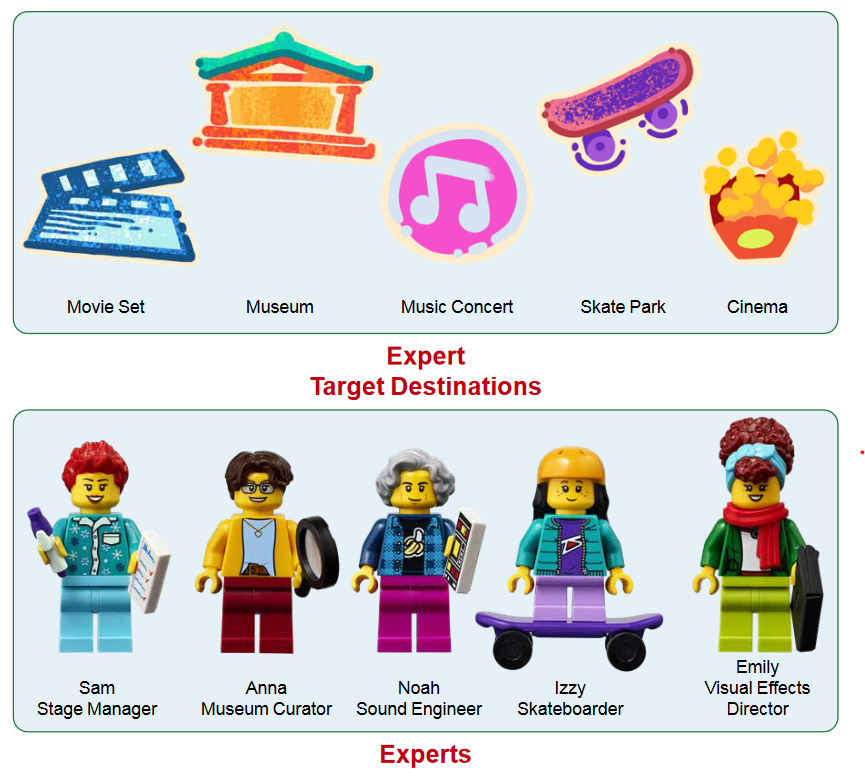 Movie Set
Museum
Music Concert
Skate Park
Cinema
Expert
Target Destinations
Sam
Stage Manager
Anna
Museum Curator
Noah
Sound Engineer
Izzy
Skateboarder
Emily
Visual Effects
Director
Experts